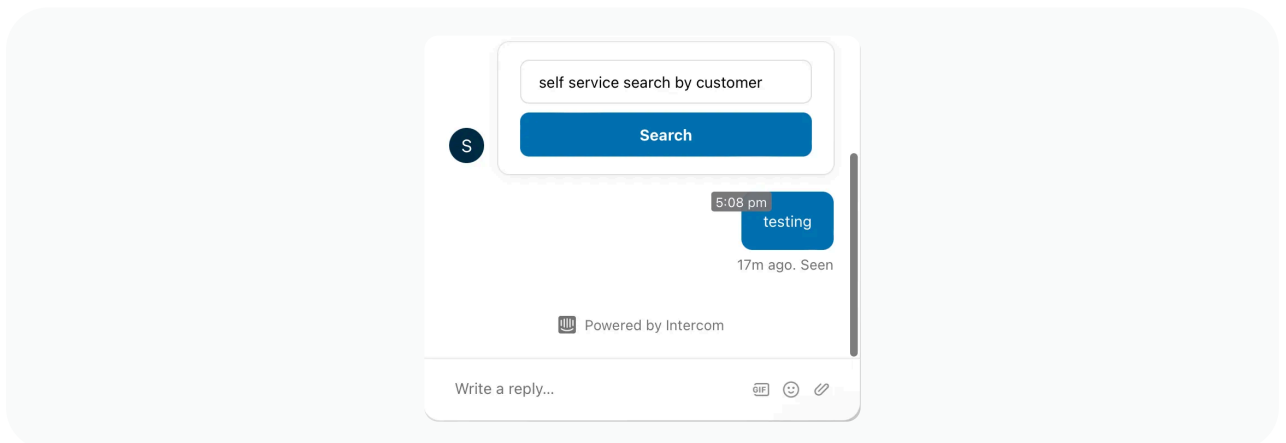 self service search by customer
Search
S
5:08 pm
testing
17m ago. Seen
Powered by Intercom
Write a reply...
GIF